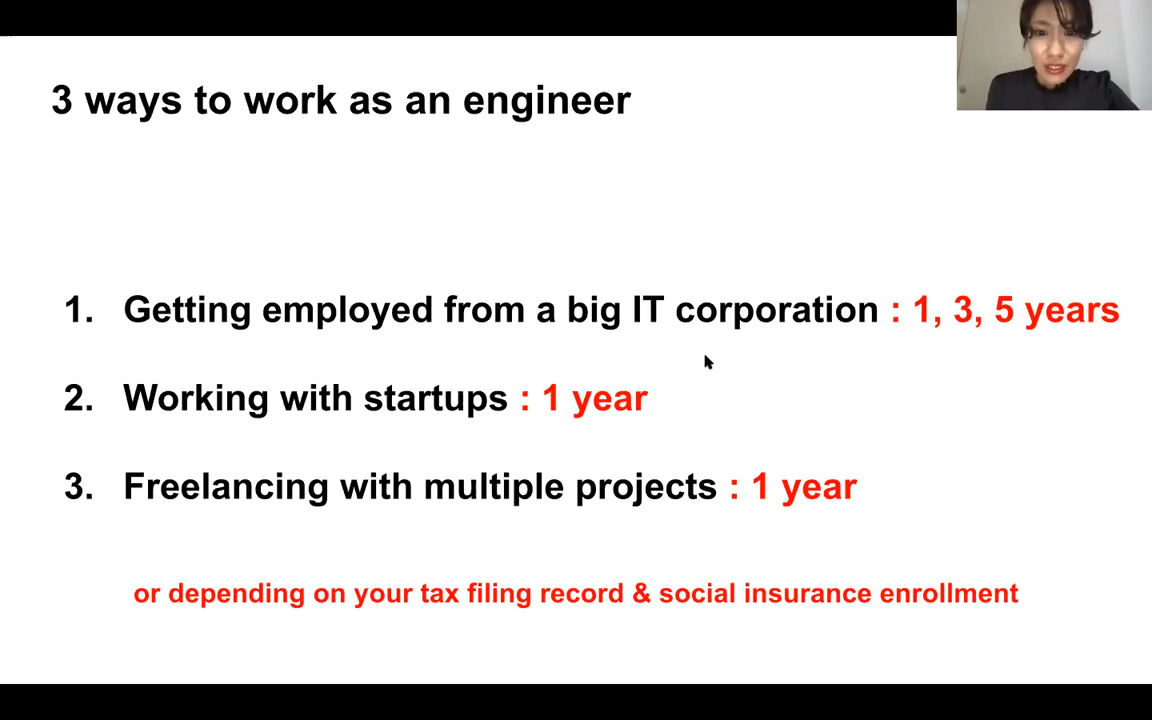 3 ways to work as an engineer
1. Getting employed from a big IT corporation : 1, 3, 5 years
2. Working with startups : 1 year
3. Freelancing with multiple projects : 1 year
or depending on your tax filing record & social insurance enrollment